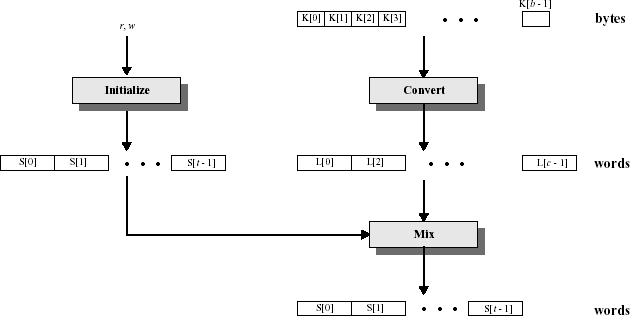 K[b - 1]
r, w K[0] K[1] K[2] K[3] • • • bytes
Initialize Convert
S[0] S[1] • • • S[t - 1] L[0] L[2] • • • L[c - 1] words
Mix
S[0] S[1] • • • S[t - 1] words